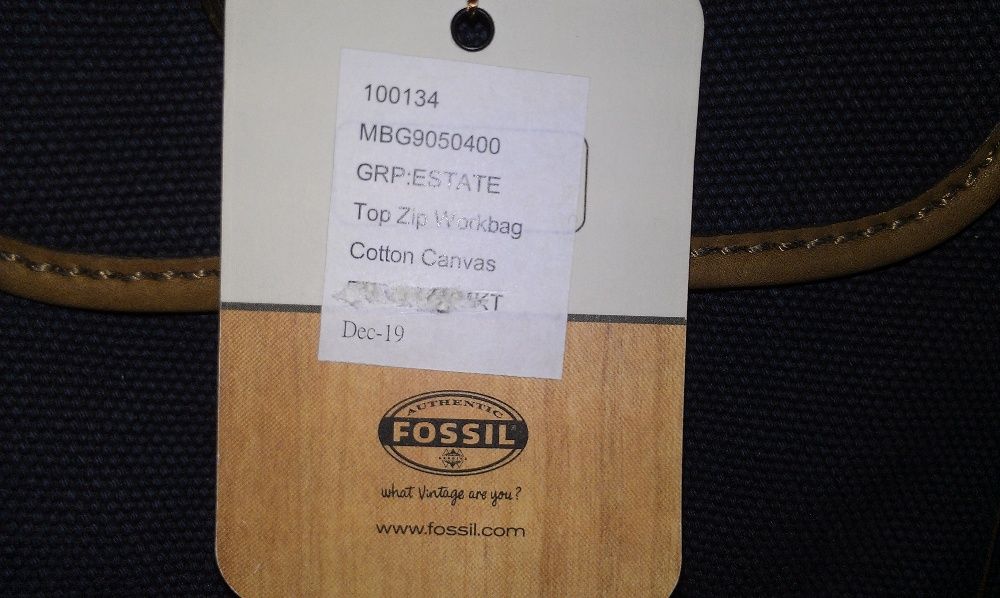 100134
MBG9050400
GRP:ESTATE
Top Zip Workbag
Cotton Canvas
Dec-19
AUTHENTIC
FOSSIL
what Vintage are you?
www.fossil.com